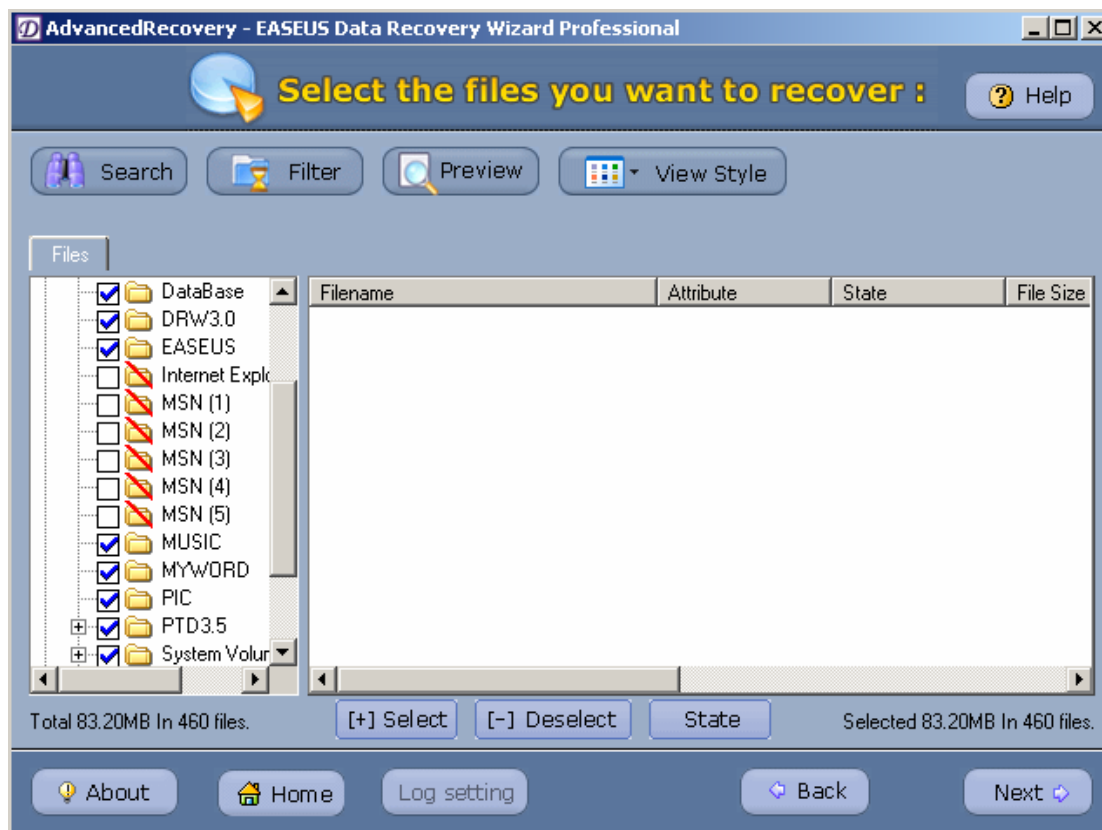 AdvancedRecovery - EASEUS Data Recovery Wizard Professional
Select the files you want to recover :
Help
Search
Filter
Preview
View Style
Files
DataBase
DRW3.0
EASEUS
Internet Explo
MSN (1)
MSN (2)
MSN (3)
MSN (4)
MSN (5)
MUSIC
MYWORD
PIC
PTD3.5
System Volur
Filename Attribute State File Size
Total 83.20MB In 460 files.
[+] Select
[-] Deselect
State
Selected 83.20MB In 460 files.
About
Home
Log setting
Back
Next